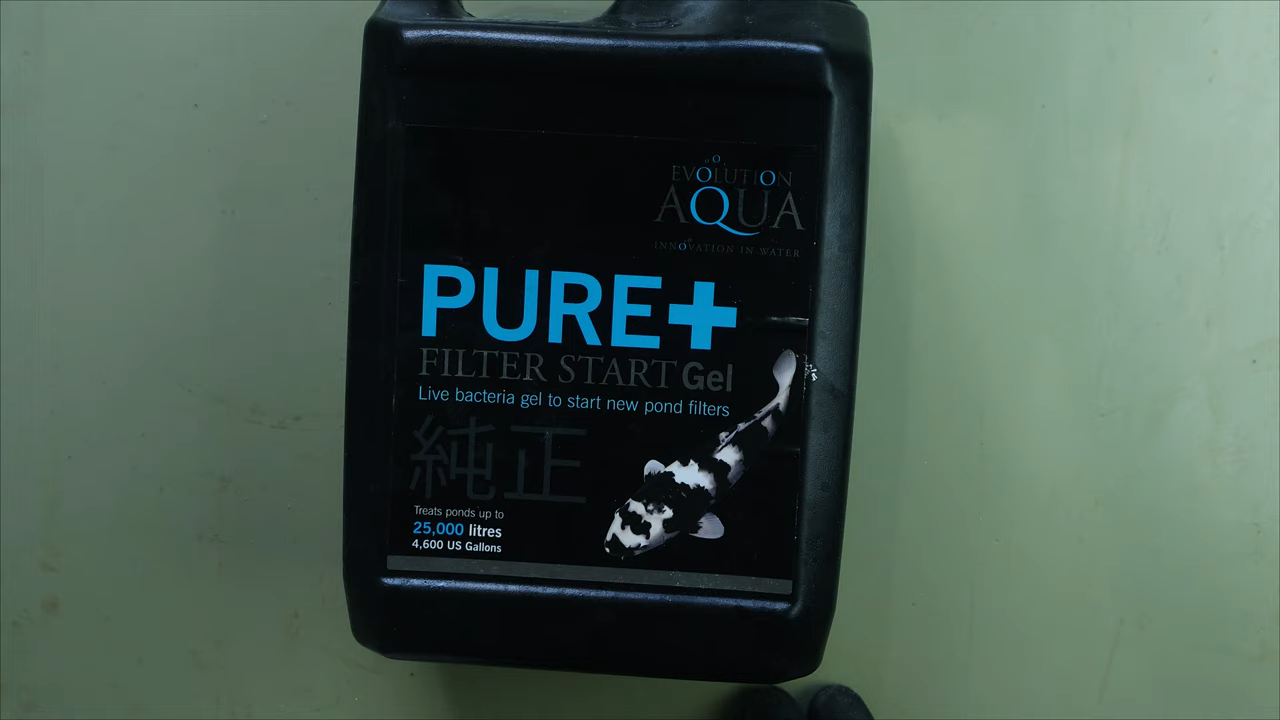 EVOLUTION
AQUA
INNOVATION IN WATER
PURE+
FILTER START Gel
Live bacteria gel to start new pond filters
純正
Treats ponds up to
25,000 litres
4,600 US Gallons